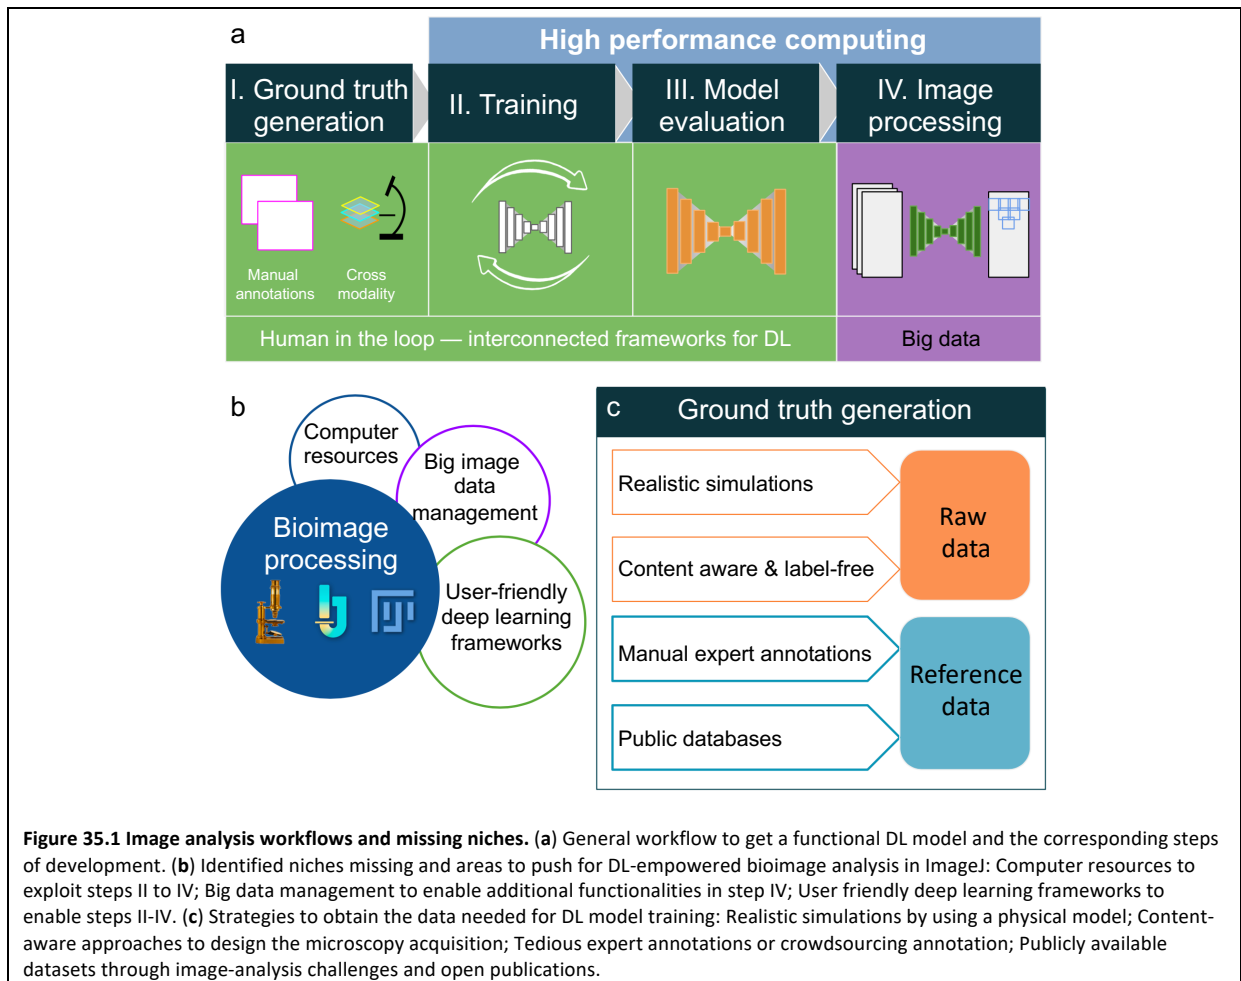 a
High performance computing
I. Ground truth
generation
II. Training
III. Model
evaluation
IV. Image
processing
Manual
annotations
Cross
modality
Human in the loop — interconnected frameworks for DL
Big data
b
Computer
resources
Big image
data
management
Bioimage
processing
User-friendly
deep learning
frameworks
c
Ground truth generation
Realistic simulations
Content aware & label-free
Manual expert annotations
Public databases
Raw
data
Reference
data
Figure 35.1 Image analysis workflows and missing niches. (a) General workflow to get a functional DL model and the corresponding steps
of development. (b) Identified niches missing and areas to push for DL-empowered bioimage analysis in ImageJ: Computer resources to
exploit steps II to IV; Big data management to enable additional functionalities in step IV; User friendly deep learning frameworks to
enable steps II-IV. (c) Strategies to obtain the data needed for DL model training: Realistic simulations by using a physical model; Content-
aware approaches to design the microscopy acquisition; Tedious expert annotations or crowdsourcing annotation; Publicly available
datasets through image-analysis challenges and open publications.